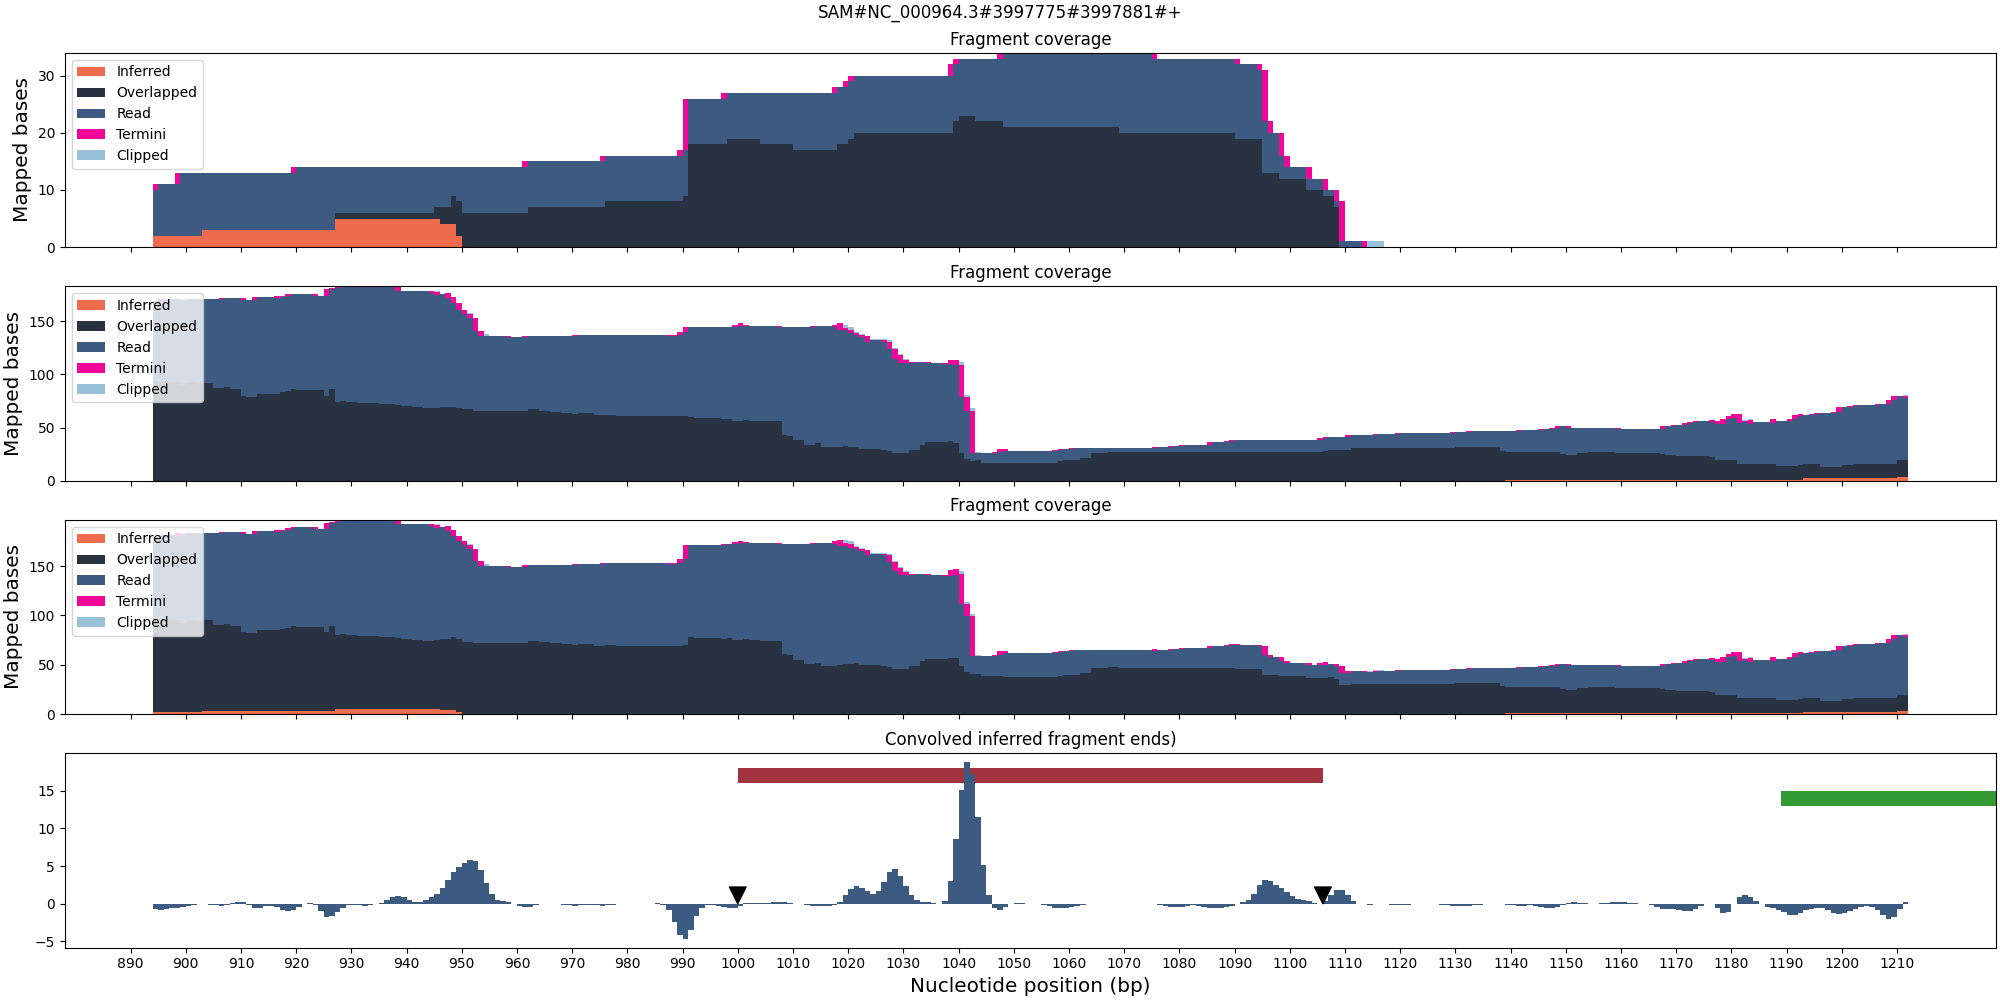 SAM#NC_000964.3#3997775#3997881#+
Fragment coverage
Mapped bases
30
20
10
0
Inferred
Overlapped
Read
Termini
Clipped
Fragment coverage
Mapped bases
150
100
50
0
Inferred
Overlapped
Read
Termini
Clipped
Fragment coverage
Mapped bases
150
100
50
0
Inferred
Overlapped
Read
Termini
Clipped
Convolved inferred fragment ends)
15
10
5
0
−5
890 900 910 920 930 940 950 960 970 980 990 1000 1010 1020 1030 1040 1050 1060 1070 1080 1090 1100 1110 1120 1130 1140 1150 1160 1170 1180 1190 1200 1210
Nucleotide position (bp)